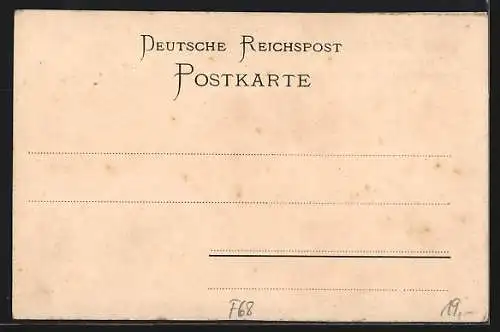 Deutsche Reichspost
Postkarte
F68 19,-